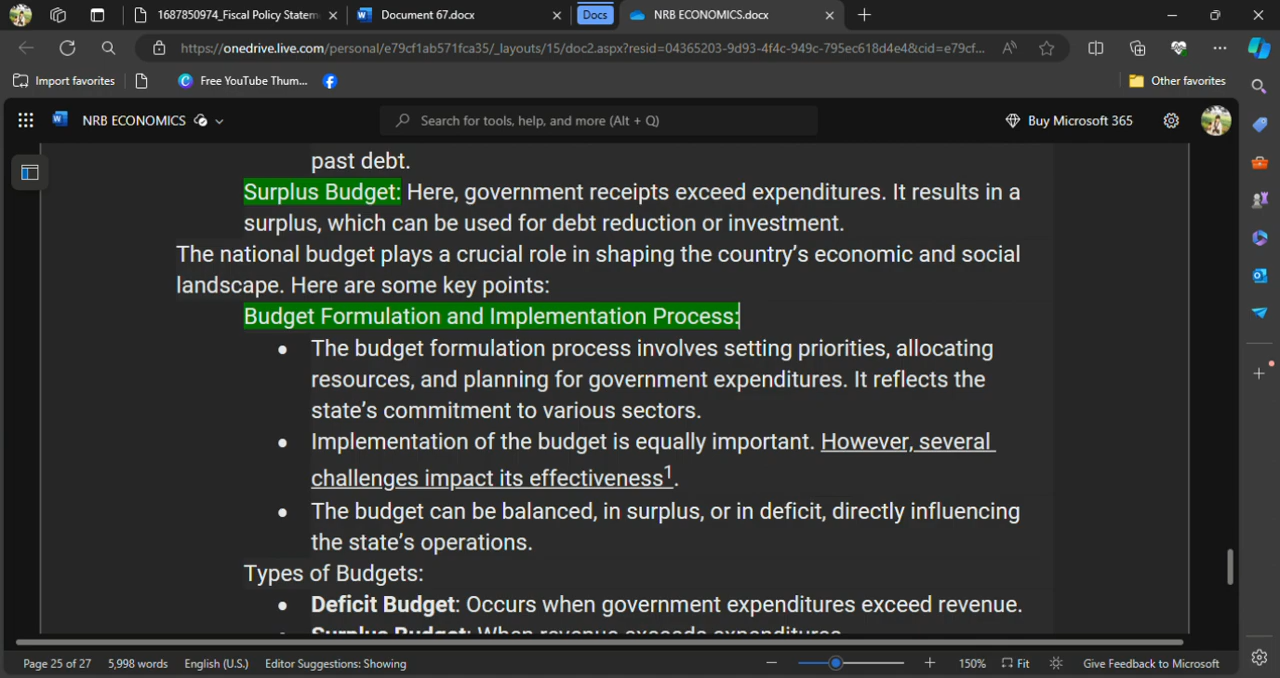 1687850974_Fiscal Policy Statem
Document 67.docx
Docs
NRB ECONOMICS.docx
https://onedrive.live.com/personal/e79cf1ab571fca35/_layouts/15/doc2.aspx?resid=04365203-9d93-4f4c-949c-795ec618d4e4&cid=e79cf...
Import favorites
Free YouTube Thum...
Other favorites
NRB ECONOMICS
Search for tools, help, and more (Alt + Q)
Buy Microsoft 365
past debt.
Surplus Budget: Here, government receipts exceed expenditures. It results in a
surplus, which can be used for debt reduction or investment.
The national budget plays a crucial role in shaping the country's economic and social
landscape. Here are some key points:
Budget Formulation and Implementation Process:
• The budget formulation process involves setting priorities, allocating
resources, and planning for government expenditures. It reflects the
state's commitment to various sectors.
• Implementation of the budget is equally important. However, several
challenges impact its effectiveness¹.
• The budget can be balanced, in surplus, or in deficit, directly influencing
the state's operations.
Types of Budgets:
• Deficit Budget: Occurs when government expenditures exceed revenue.
• Surplus Budget: When revenue exceeds expenditures.
Page 25 of 27
5,998 words
English (U.S.)
Editor Suggestions: Showing
150%
Fit
Give Feedback to Microsoft